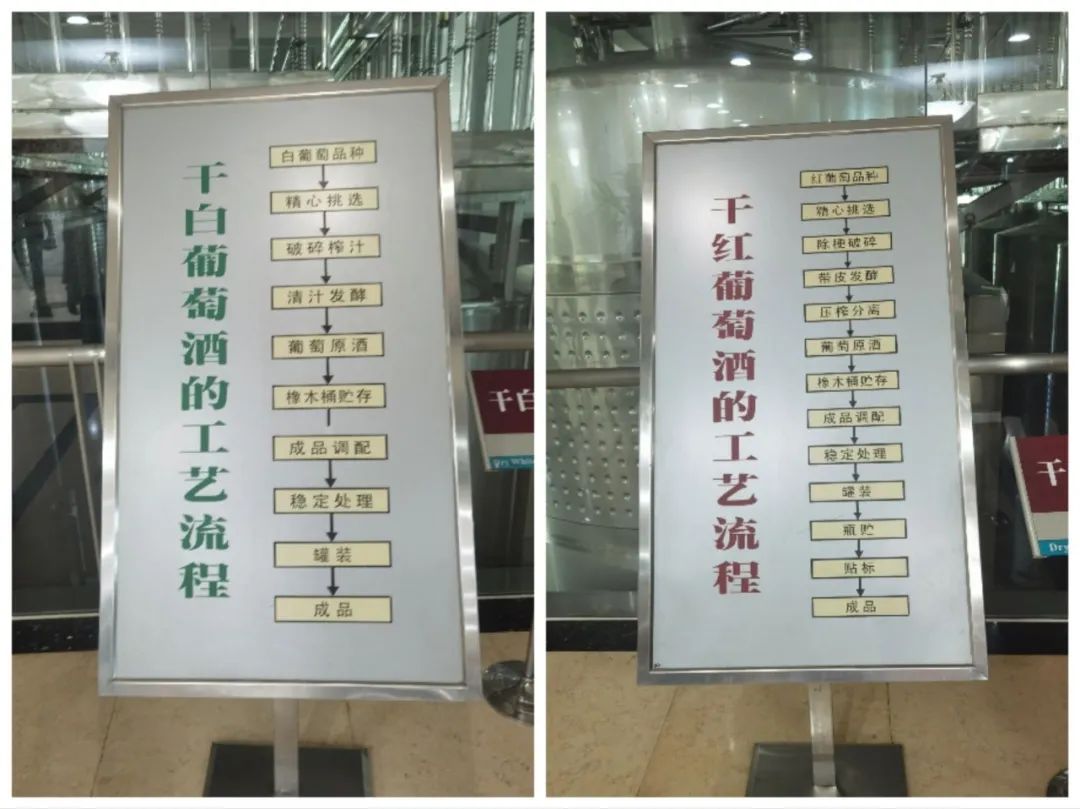 干白葡萄酒的工艺流程
白葡萄品种
精心挑选
破碎榨汁
清汁发酵
葡萄原酒
橡木桶贮存
成品调配
稳定处理
罐装
成品
干白
Dry White
干红葡萄酒的工艺流程
红葡萄品种
精心挑选
除梗破碎
带皮发酵
压榨分离
葡萄原酒
橡木桶贮存
成品调配
稳定处理
罐装
瓶贮
贴标
成品
干
Dry